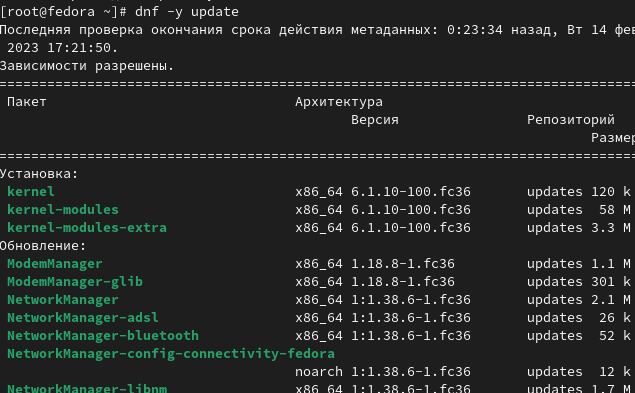 [root@fedora ~]# dnf -y update
Последняя проверка окончания срока действия метаданных: 0:23:34 назад, Вт 14 фев
2023 17:21:50.
Зависимости разрешены.
================================================================================
Пакет Архитектура
Версия Репозиторий
Размер
================================================================================
Установка:
kernel x86_64 6.1.10-100.fc36 updates 120 k
kernel-modules x86_64 6.1.10-100.fc36 updates 58 M
kernel-modules-extra x86_64 6.1.10-100.fc36 updates 3.3 M
Обновление:
ModemManager x86_64 1.18.8-1.fc36 updates 1.1 M
ModemManager-glib x86_64 1.18.8-1.fc36 updates 301 k
NetworkManager x86_64 1:1.38.6-1.fc36 updates 2.1 M
NetworkManager-adsl x86_64 1:1.38.6-1.fc36 updates 26 k
NetworkManager-bluetooth x86_64 1:1.38.6-1.fc36 updates 52 k
NetworkManager-config-connectivity-fedora
noarch 1:1.38.6-1.fc36 updates 12 k
NetworkManager-libnm x86_64 1:1.38.6-1.fc36 updates 1.7 M